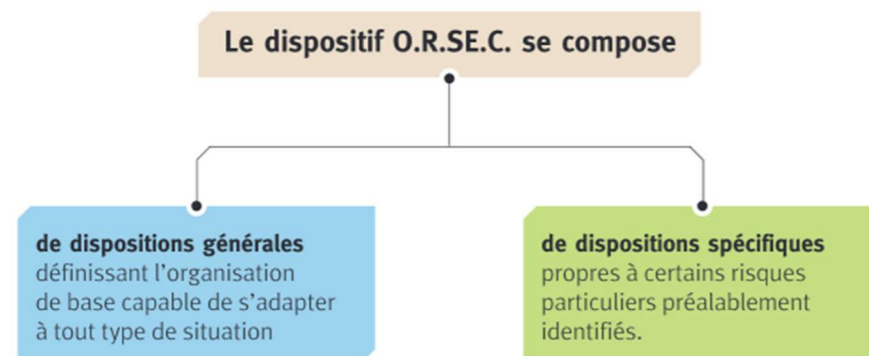 Le dispositif O.R.SE.C. se compose
de dispositions générales
définissant l’organisation
de base capable de s’adapter
à tout type de situation
de dispositions spécifiques
propres à certains risques
particuliers préalablement
identifiés.